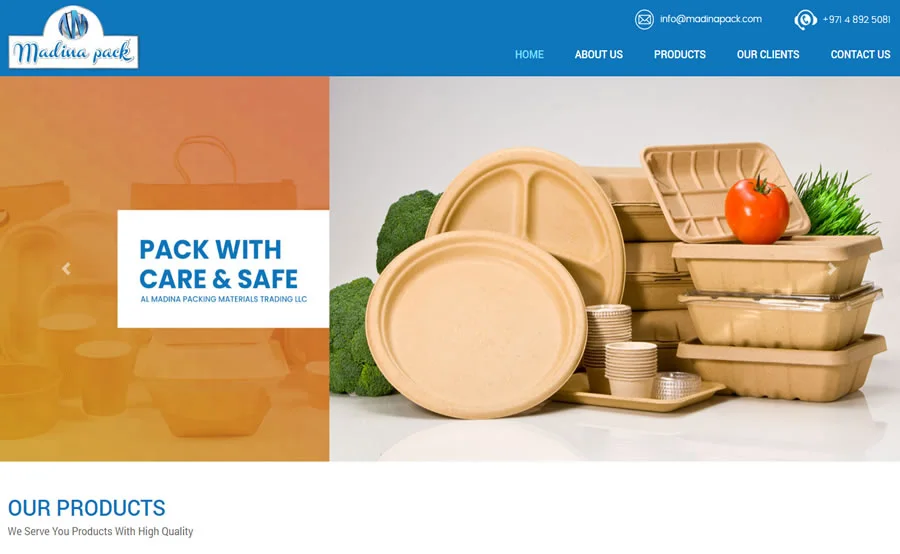 Madina pack
info@madinapack.com
+971 4 892 5081
HOME ABOUT US PRODUCTS OUR CLIENTS CONTACT US
PACK WITH
CARE & SAFE
AL MADINA PACKING MATERIALS TRADING LLC
OUR PRODUCTS
We Serve You Products With High Quality